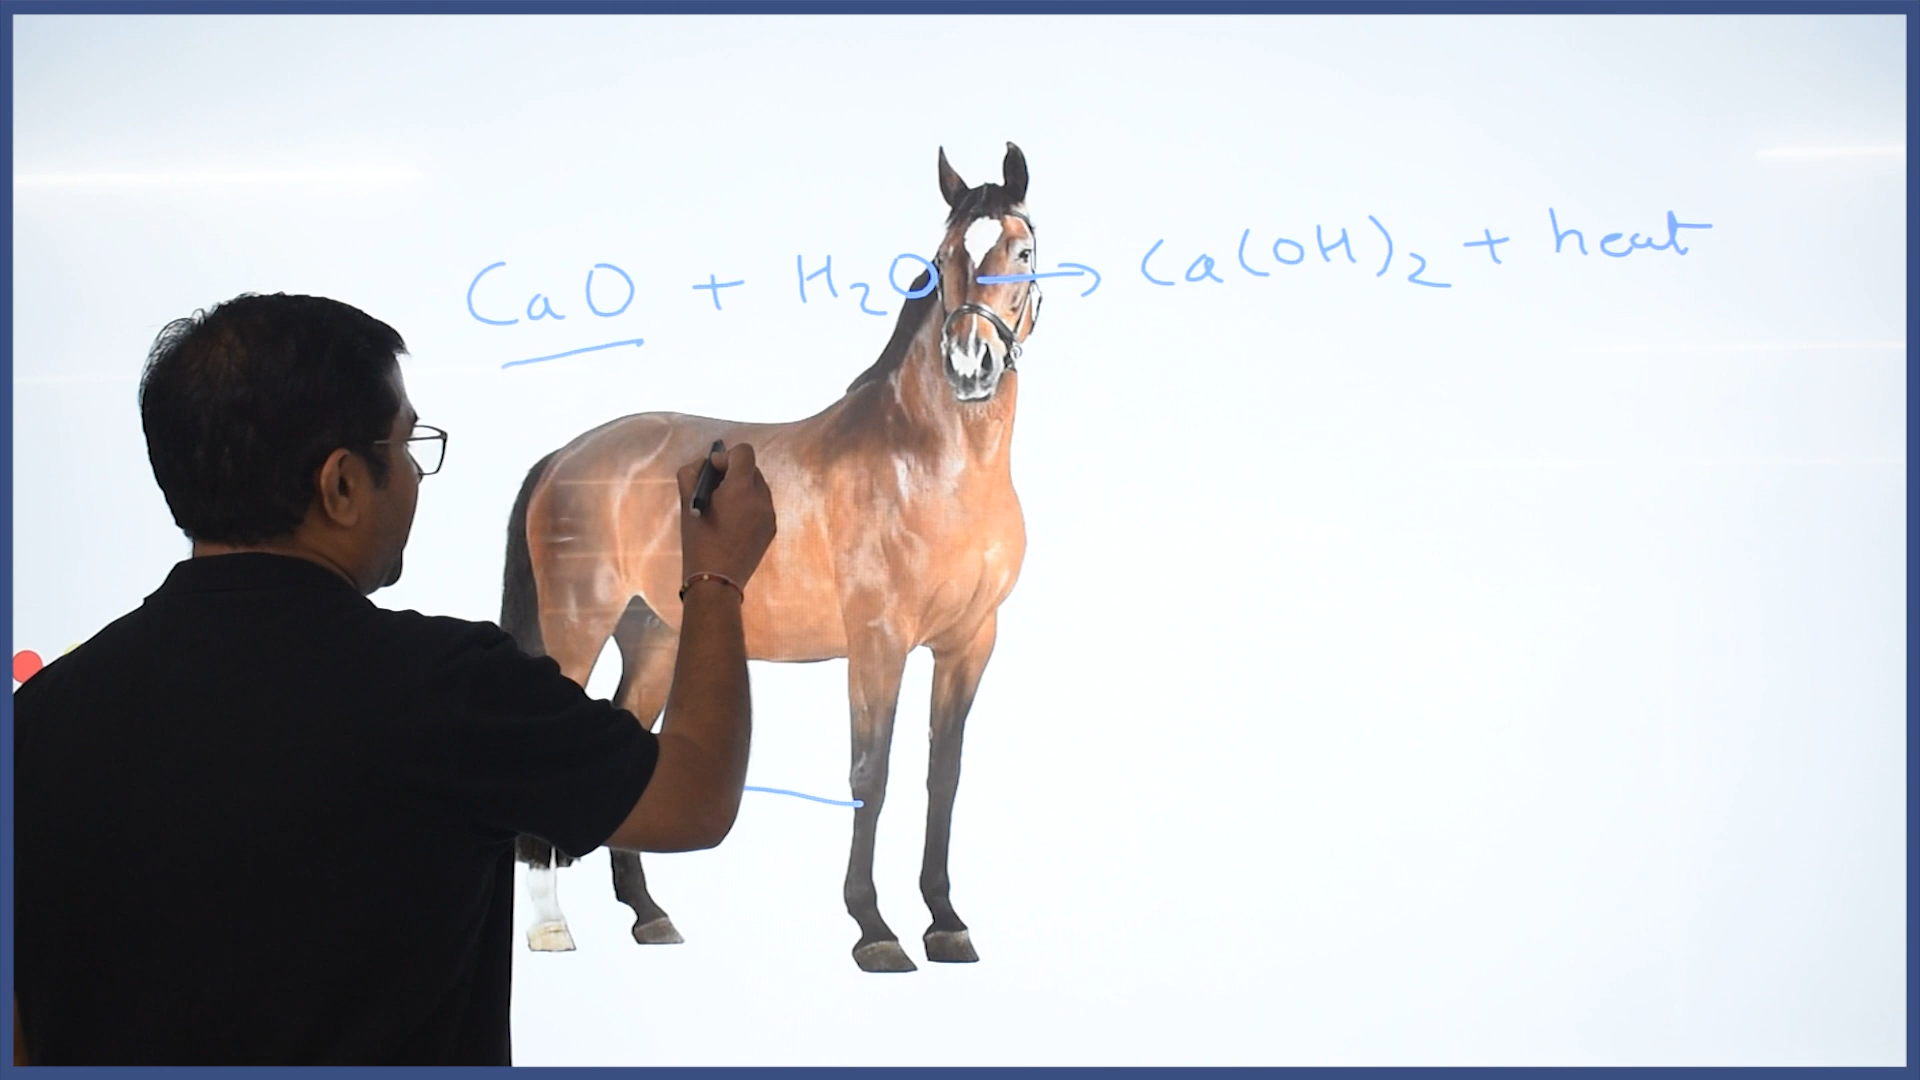 CaO + H2O → Ca(OH)2 + heat